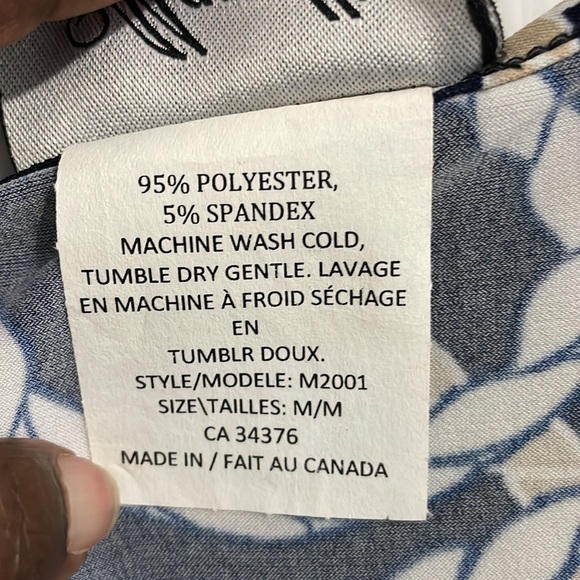 95% POLYESTER,
5% SPANDEX
MACHINE WASH COLD,
TUMBLE DRY GENTLE. LAVAGE
EN MACHINE À FROID SÉCHAGE
EN
TUMBLR DOUX.
STYLE/MODELE: M2001
SIZE\TAILLES: M/M
CA 34376
MADE IN / FAIT AU CANADA